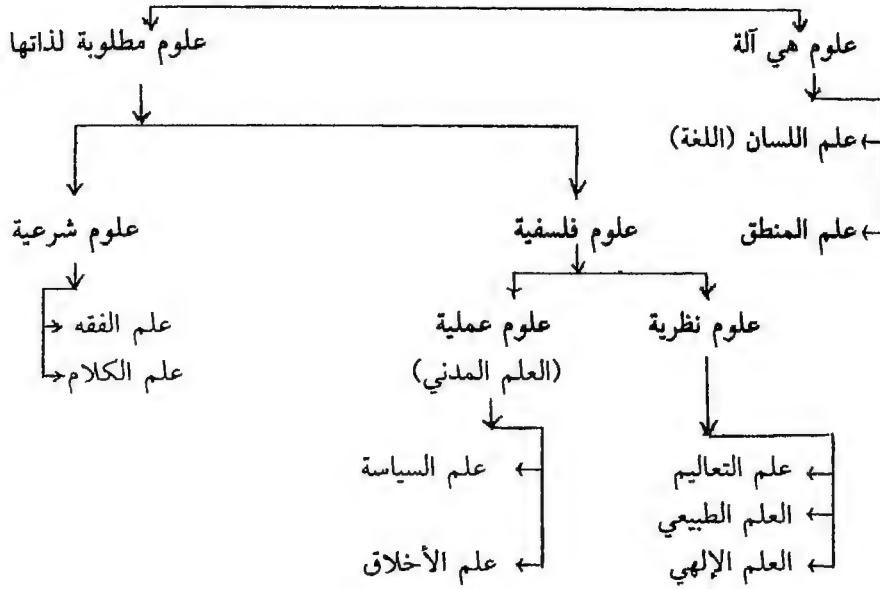 علوم هي آلة
علوم مطلوبة لذاتها
علم اللسان (اللغة)
علم المنطق
علوم فلسفية
علوم شرعية
علوم نظرية
علوم عملية
(العلم المدني)
علم الفقه
علم الكلام
علم التعاليم
العلم الطبيعي
العلم الإلهي
علم السياسة
علم الأخلاق